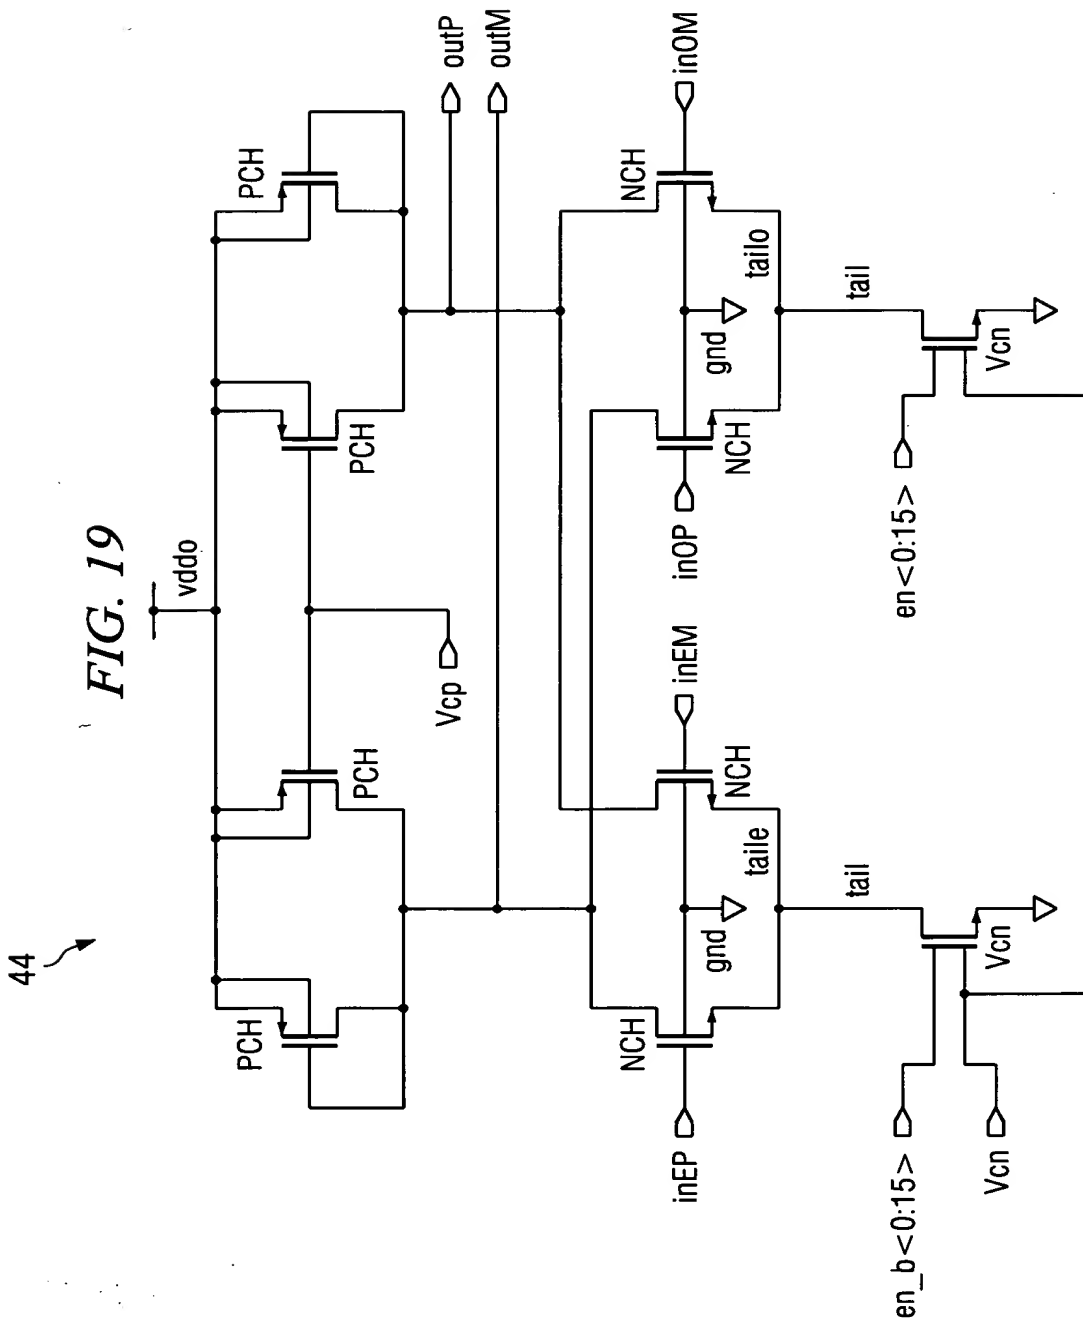 FIG. 19
44
vddo
PCH
PCH
PCH
PCH
Vcp
outP
outM
inEP
NCH
NCH
inEM
inOP
NCH
NCH
inOM
gnd
taile
gnd
tailo
tail
tail
en_b<0:15>
Vcn
Vcn
en<0:15>
Vcn